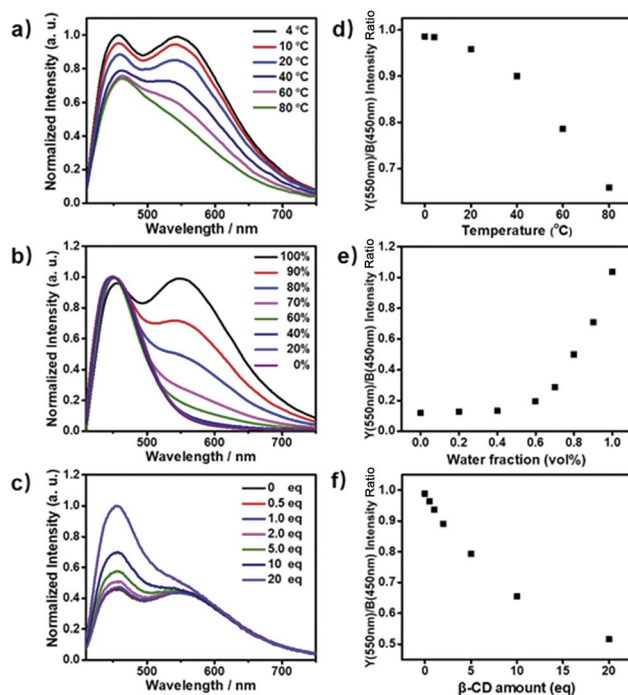 a)
Normalized Intensity (a. u.)
1.0
0.8
0.6
0.4
0.2
0.0
4 °C
10 °C
20 °C
40 °C
60 °C
80 °C
500 600 700
Wavelength / nm
b)
Normalized Intensity (a. u.)
1.2
1.0
0.8
0.6
0.4
0.2
0.0
100%
90%
80%
70%
60%
40%
20%
0%
500 600 700
Wavelength / nm
c)
Normalized Intensity (a. u.)
1.2
1.0
0.8
0.6
0.4
0.2
0.0
0 eq
0.5 eq
1.0 eq
2.0 eq
5.0 eq
10 eq
20 eq
500 600 700
Wavelength / nm
d)
Y(550nm)/B(450nm) Intensity Ratio
1.0
0.9
0.8
0.7
0 20 40 60 80
Temperature (°C)
e)
Y(550nm)/B(450nm) Intensity Ratio
1.2
1.0
0.8
0.6
0.4
0.2
0.0
0.0 0.2 0.4 0.6 0.8 1.0
Water fraction (vol%)
f)
Y(550nm)/B(450nm) Intensity Ratio
1.0
0.9
0.8
0.7
0.6
0.5
0 5 10 15 20
β-CD amount (eq)